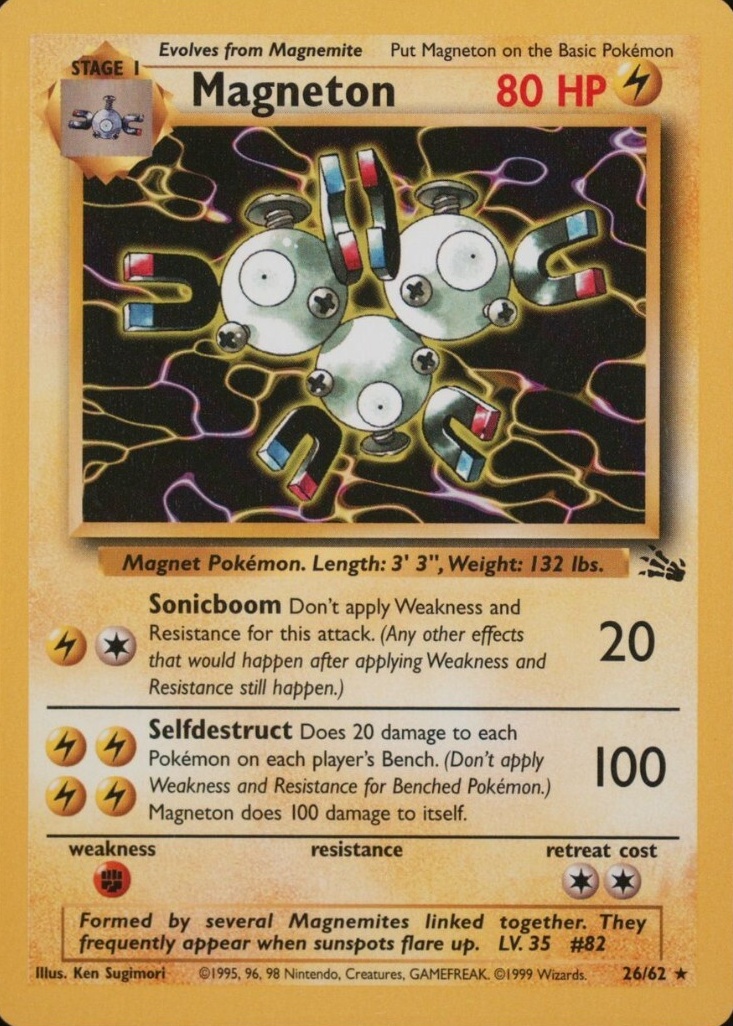 Evolves from Magnemite Put Magneton on the Basic Pokémon
STAGE 1
Magneton 80 HP
Magnet Pokémon. Length: 3' 3", Weight: 132 lbs.
Sonicboom Don't apply Weakness and
Resistance for this attack. (Any other effects
that would happen after applying Weakness and
Resistance still happen.)
20
Selfdestruct Does 20 damage to each
Pokémon on each player's Bench. (Don't apply
Weakness and Resistance for Benched Pokémon.)
Magneton does 100 damage to itself.
100
weakness resistance retreat cost
Formed by several Magnemites linked together. They
frequently appear when sunspots flare up. LV. 35 #82
Illus. Ken Sugimori ©1995, 96, 98 Nintendo, Creatures, GAMEFREAK. ©1999 Wizards. 26/62 ★